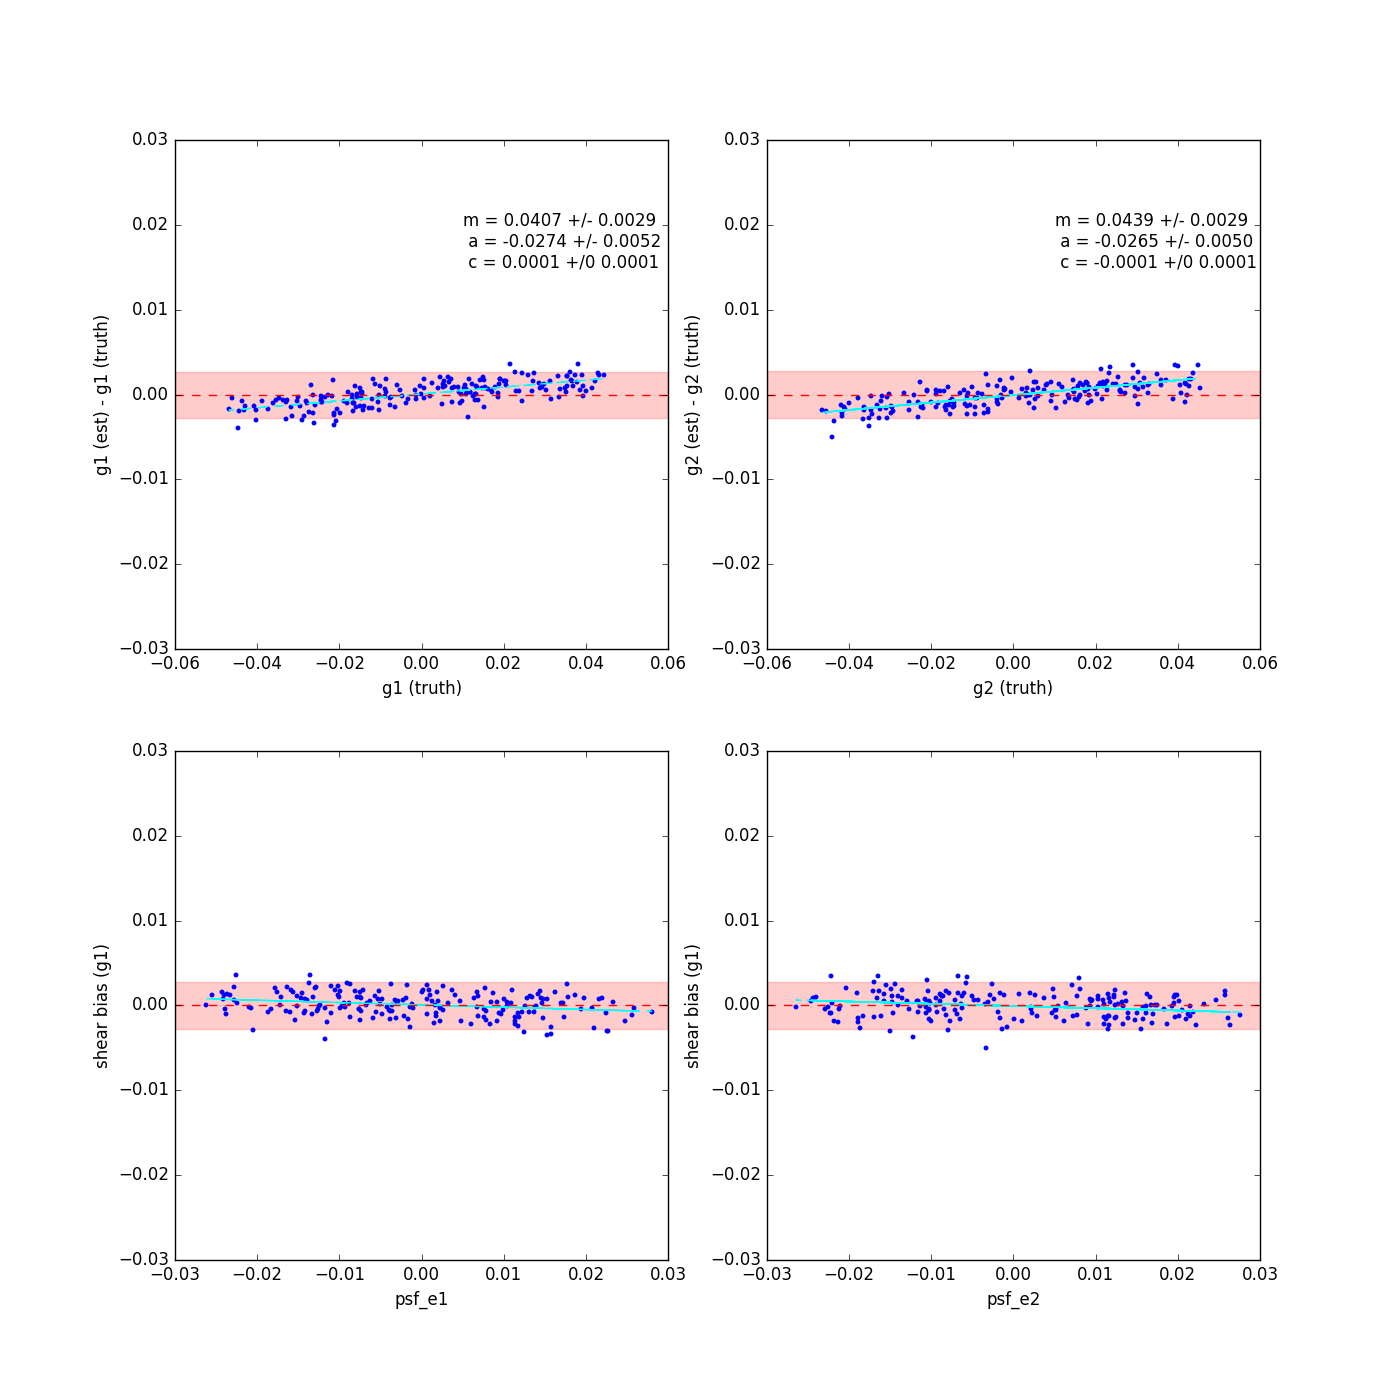 0.03
0.02
0.01
0.00
−0.01
−0.02
−0.03
g1 (est) - g1 (truth)
m = 0.0407 +/- 0.0029
a = -0.0274 +/- 0.0052
c = 0.0001 +/0 0.0001
−0.06 −0.04 −0.02 0.00 0.02 0.04 0.06
g1 (truth)
0.03
0.02
0.01
0.00
−0.01
−0.02
−0.03
g2 (est) - g2 (truth)
m = 0.0439 +/- 0.0029
a = -0.0265 +/- 0.0050
c = -0.0001 +/0 0.0001
−0.06 −0.04 −0.02 0.00 0.02 0.04 0.06
g2 (truth)
0.03
0.02
0.01
0.00
−0.01
−0.02
−0.03
shear bias (g1)
−0.03 −0.02 −0.01 0.00 0.01 0.02 0.03
psf_e1
0.03
0.02
0.01
0.00
−0.01
−0.02
−0.03
shear bias (g1)
−0.03 −0.02 −0.01 0.00 0.01 0.02 0.03
psf_e2